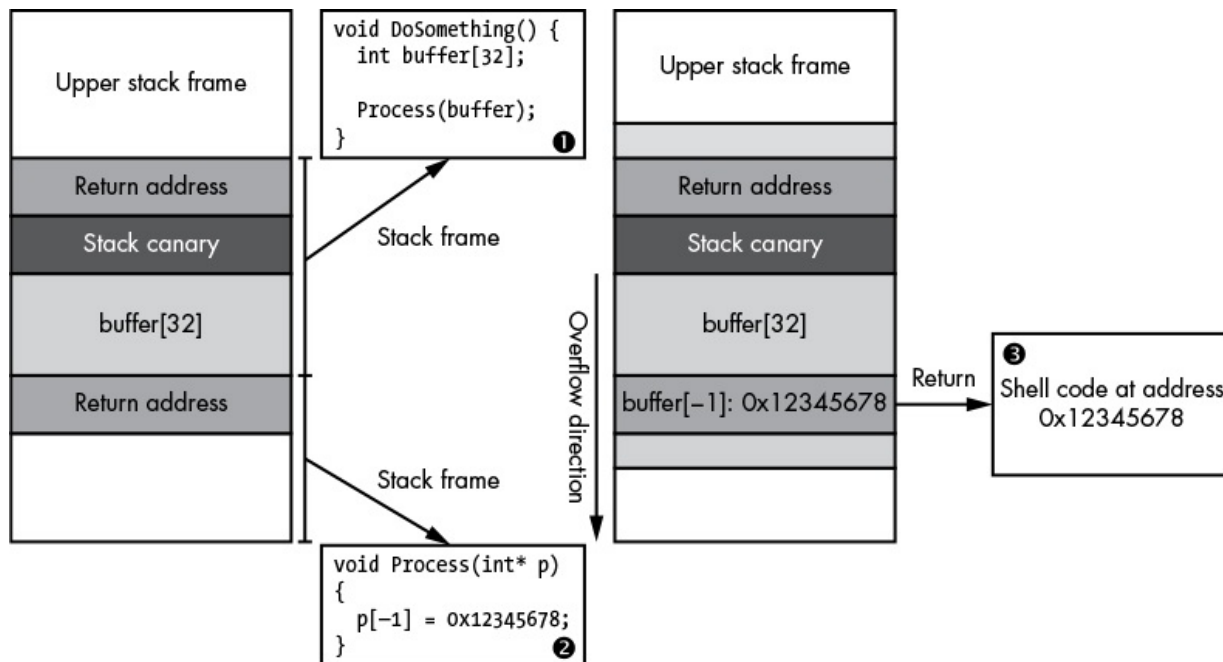 Upper stack frame
Return address
Stack canary
buffer[32]
Return address
void DoSomething() {
  int buffer[32];
  Process(buffer);
}
❶
Stack frame
Stack frame
void Process(int* p)
{
  p[–1] = 0x12345678;
}
❷
Upper stack frame
Return address
Stack canary
buffer[32]
buffer[–1]: 0x12345678
Overflow direction
Return
❸
Shell code at address
0x12345678